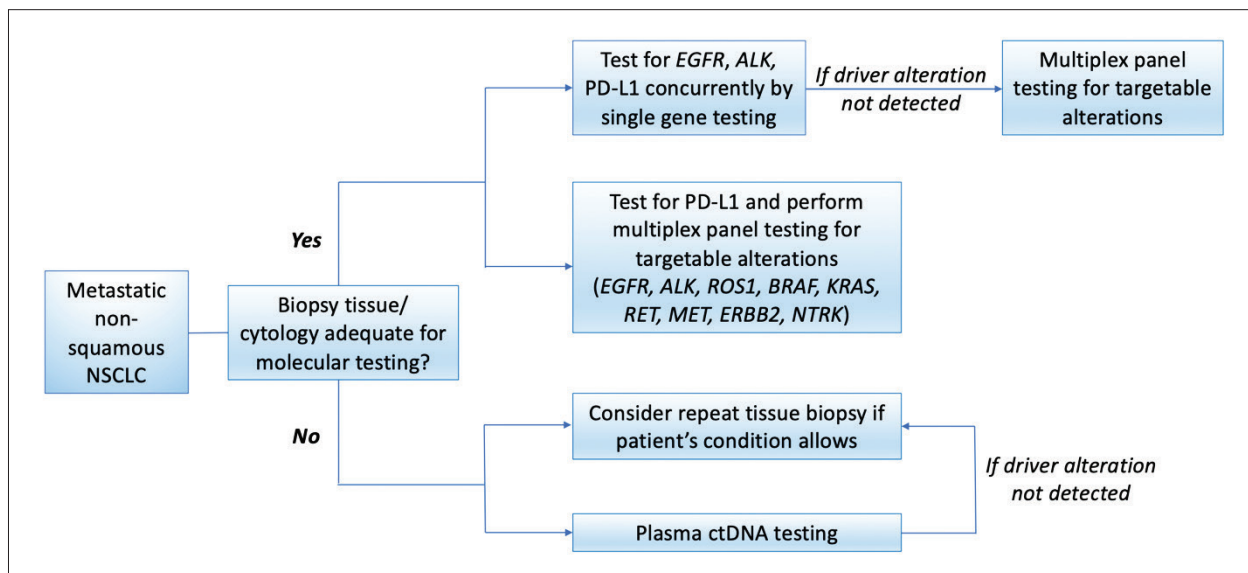 Metastatic
non-
squamous
NSCLC
Biopsy tissue/
cytology adequate for
molecular testing?
Yes
Test for EGFR, ALK,
PD-L1 concurrently by
single gene testing
If driver alteration
not detected
Multiplex panel
testing for targetable
alterations
Test for PD-L1 and perform
multiplex panel testing for
targetable alterations
(EGFR, ALK, ROS1, BRAF, KRAS,
RET, MET, ERBB2, NTRK)
No
Consider repeat tissue biopsy if
patient’s condition allows
If driver alteration
not detected
Plasma ctDNA testing